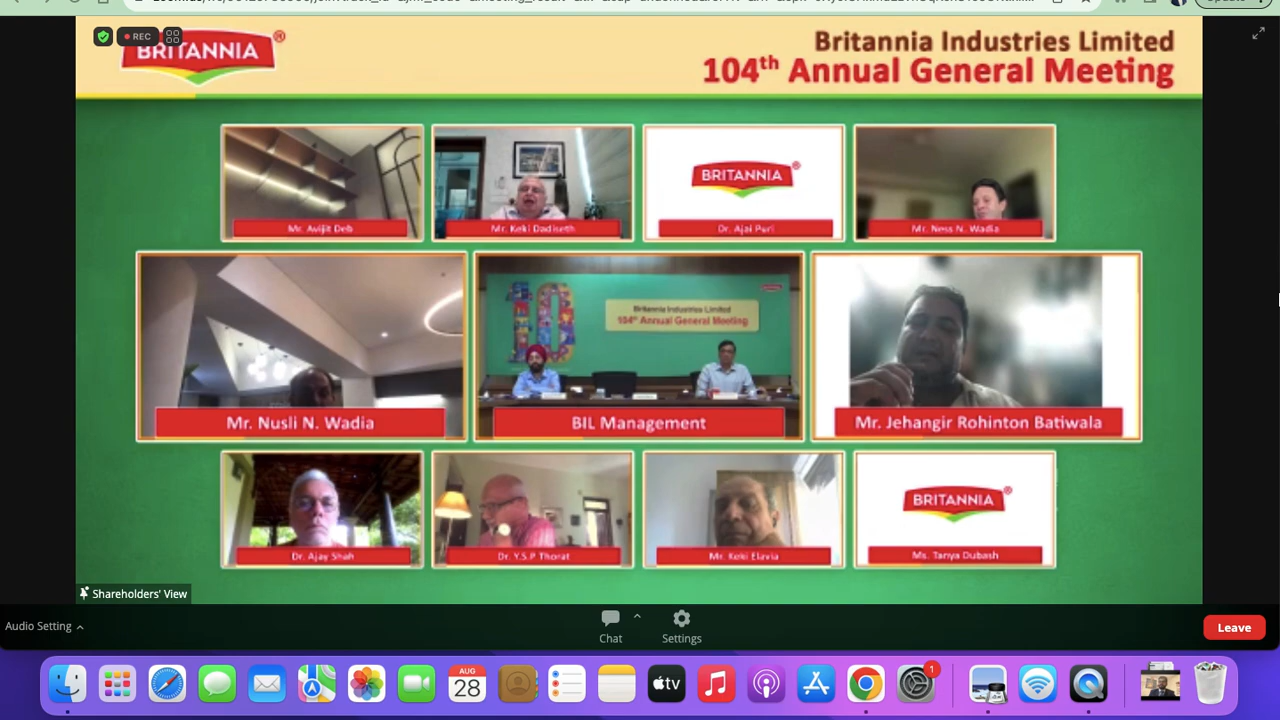 Update
REC
BRITANNIA
Britannia Industries Limited
104th Annual General Meeting
Mr. Avijit Deb
Mr. Keki Dadiseth
BRITANNIA
Dr. Ajai Puri
Mr. Ness N. Wadia
Britannia Industries Limited
104th Annual General Meeting
Mr. Nusli N. Wadia
BIL Management
Mr. Jehangir Rohinton Batiwala
BRITANNIA
Dr. Ajay Shah
Dr. Y.S.P Thorat
Mr. Keki Elavia
Ms. Tanya Dubash
Shareholders' View
Audio Setting
Chat
Settings
Leave
AUG
28
tv
1